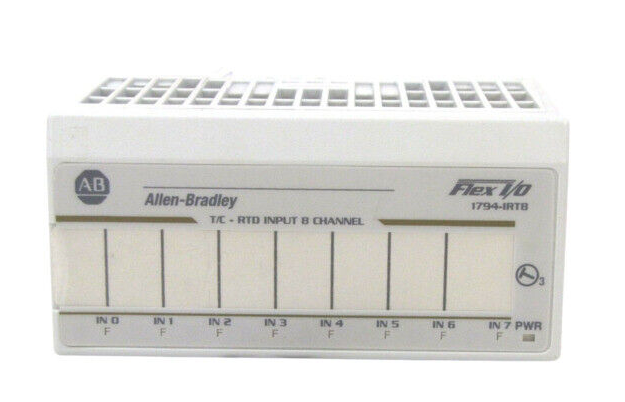 AB
Allen-Bradley
Flex I/O
1794-IRT8
T/C - RTD INPUT 8 CHANNEL
3
IN 0 IN 1 IN 2 IN 3 IN 4 IN 5 IN 6 IN 7 PWR
F F F F F F F F